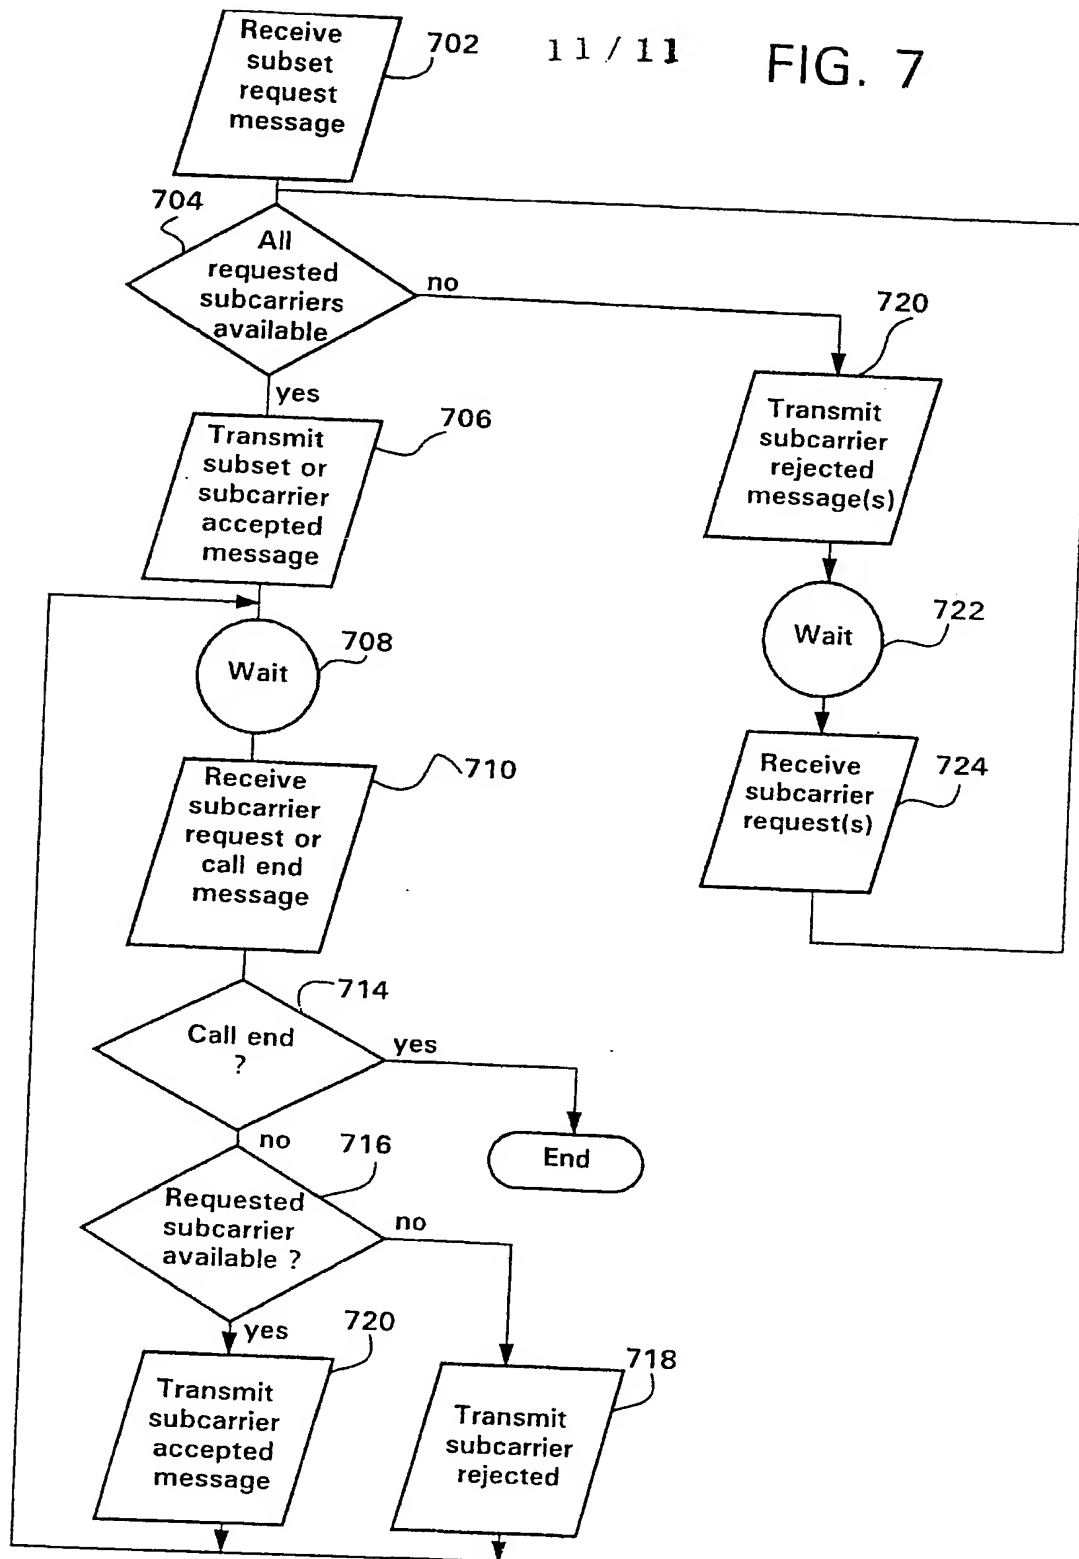 11/11
FIG. 7
Receive
subset
request
message
702
704
All
requested
subcarriers
available
no
yes
706
Transmit
subset or
subcarrier
accepted
message
720
Transmit
subcarrier
rejected
message(s)
708
Wait
722
Wait
710
Receive
subcarrier
request or
call end
message
724
Receive
subcarrier
request(s)
714
Call end
?
yes
no
End
716
Requested
subcarrier
available ?
no
yes
720
Transmit
subcarrier
accepted
message
718
Transmit
subcarrier
rejected